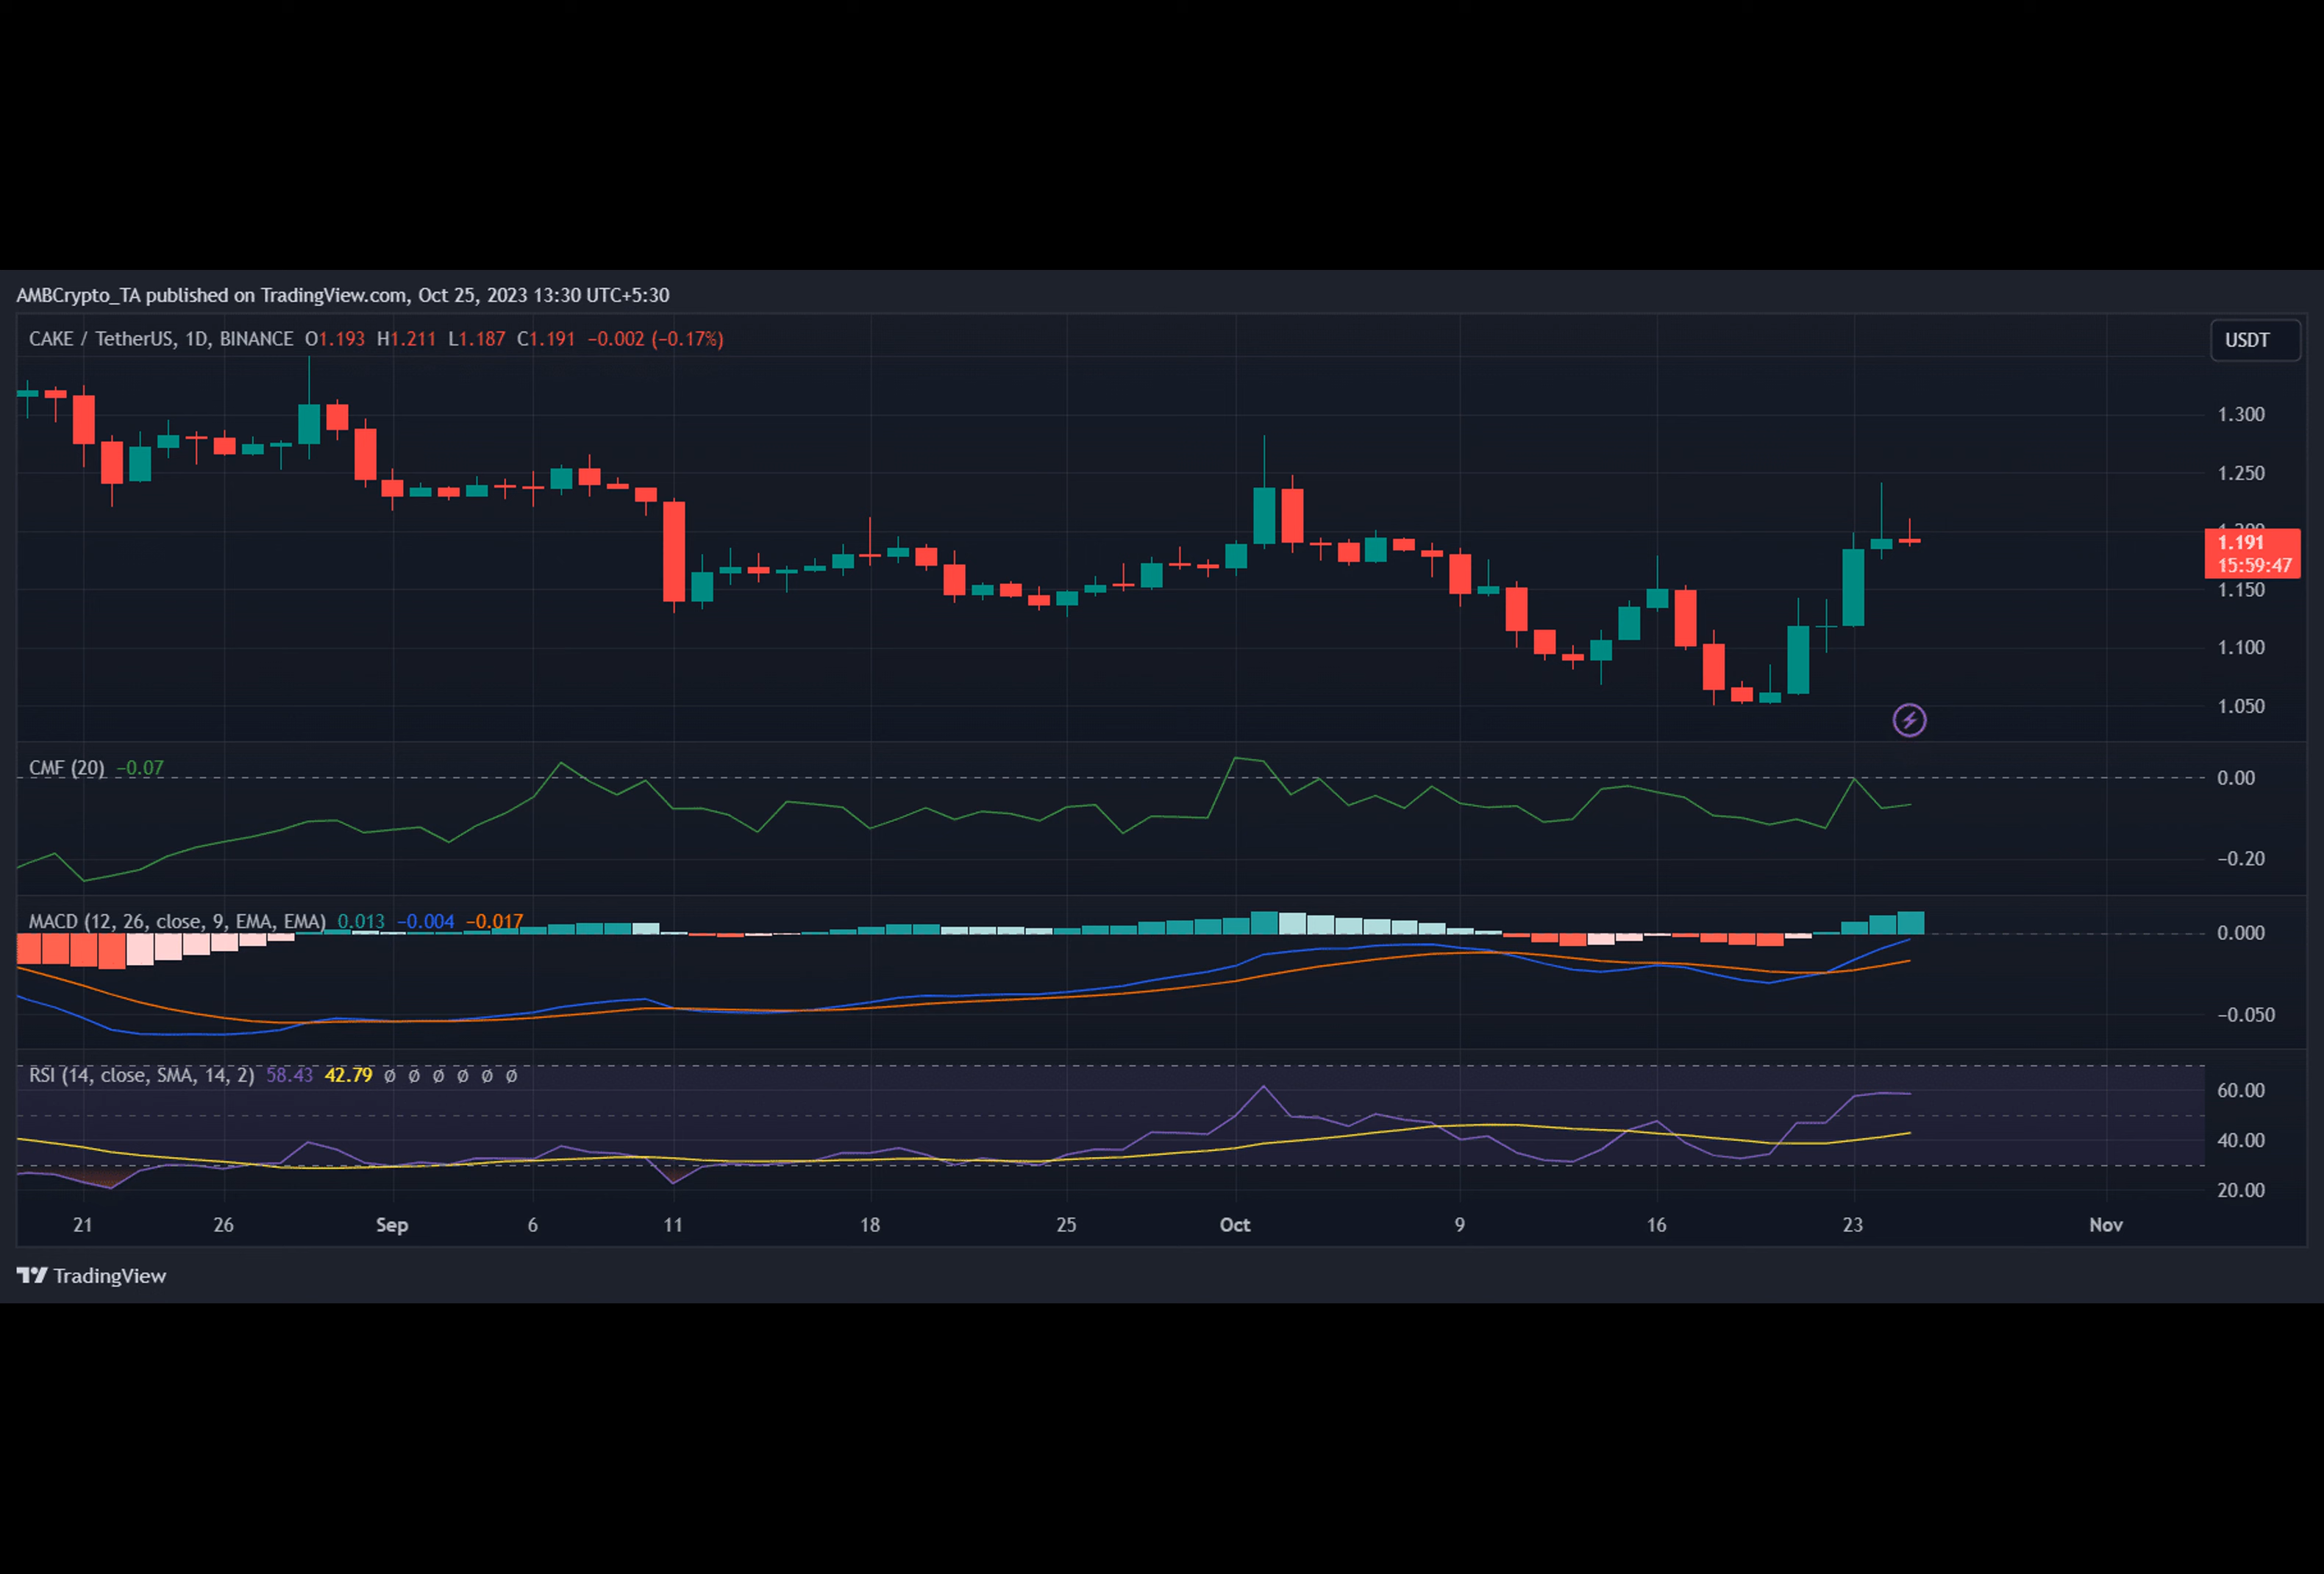 AMBCrypto_TA published on TradingView.com, Oct 25, 2023 13:30 UTC+5:30
CAKE / TetherUS, 1D, BINANCE O1.193 H1.211 L1.187 C1.191 −0.002 (−0.17%)
USDT
1.300
1.250
1.191
15:59:47
1.150
1.100
1.050
CMF (20) −0.07
0.00
−0.20
MACD (12, 26, close, 9, EMA, EMA) 0.013 −0.004 −0.017
0.000
−0.050
RSI (14, close, SMA, 14, 2) 58.43 42.79 ∅ ∅ ∅ ∅ ∅ ∅
60.00
40.00
20.00
21 26 Sep 6 11 18 25 Oct 9 16 23 Nov
TradingView